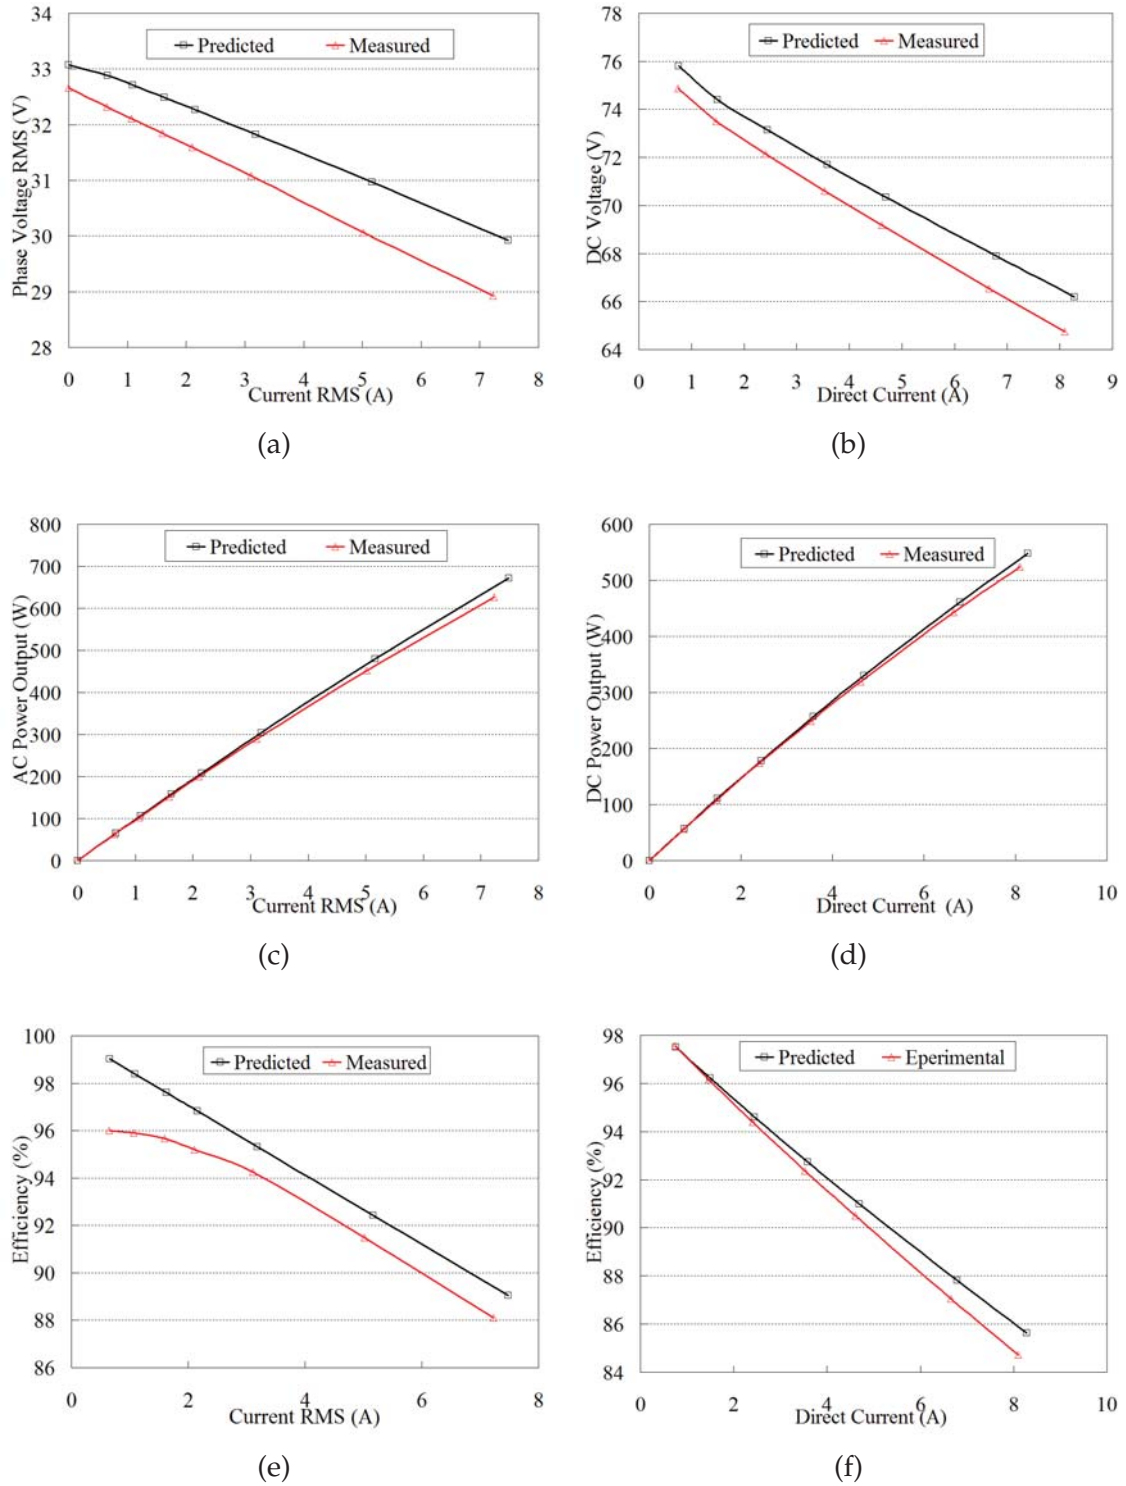 34
33
32
31
30
29
28
Phase Voltage RMS (V)
Predicted
Measured
0 1 2 3 4 5 6 7 8
Current RMS (A)
(a)
78
76
74
72
70
68
66
64
DC Voltage (V)
Predicted
Measured
0 1 2 3 4 5 6 7 8 9
Direct Current (A)
(b)
800
700
600
500
400
300
200
100
0
AC Power Output (W)
Predicted
Measured
0 1 2 3 4 5 6 7 8
Current RMS (A)
(c)
600
500
400
300
200
100
0
DC Power Output (W)
Predicted
Measured
0 2 4 6 8 10
Direct Current (A)
(d)
100
98
96
94
92
90
88
86
Efficiency (%)
Predicted
Measured
0 2 4 6 8
Current RMS (A)
(e)
98
96
94
92
90
88
86
84
Efficiency (%)
Predicted
Eperimental
0 2 4 6 8 10
Direct Current (A)
(f)